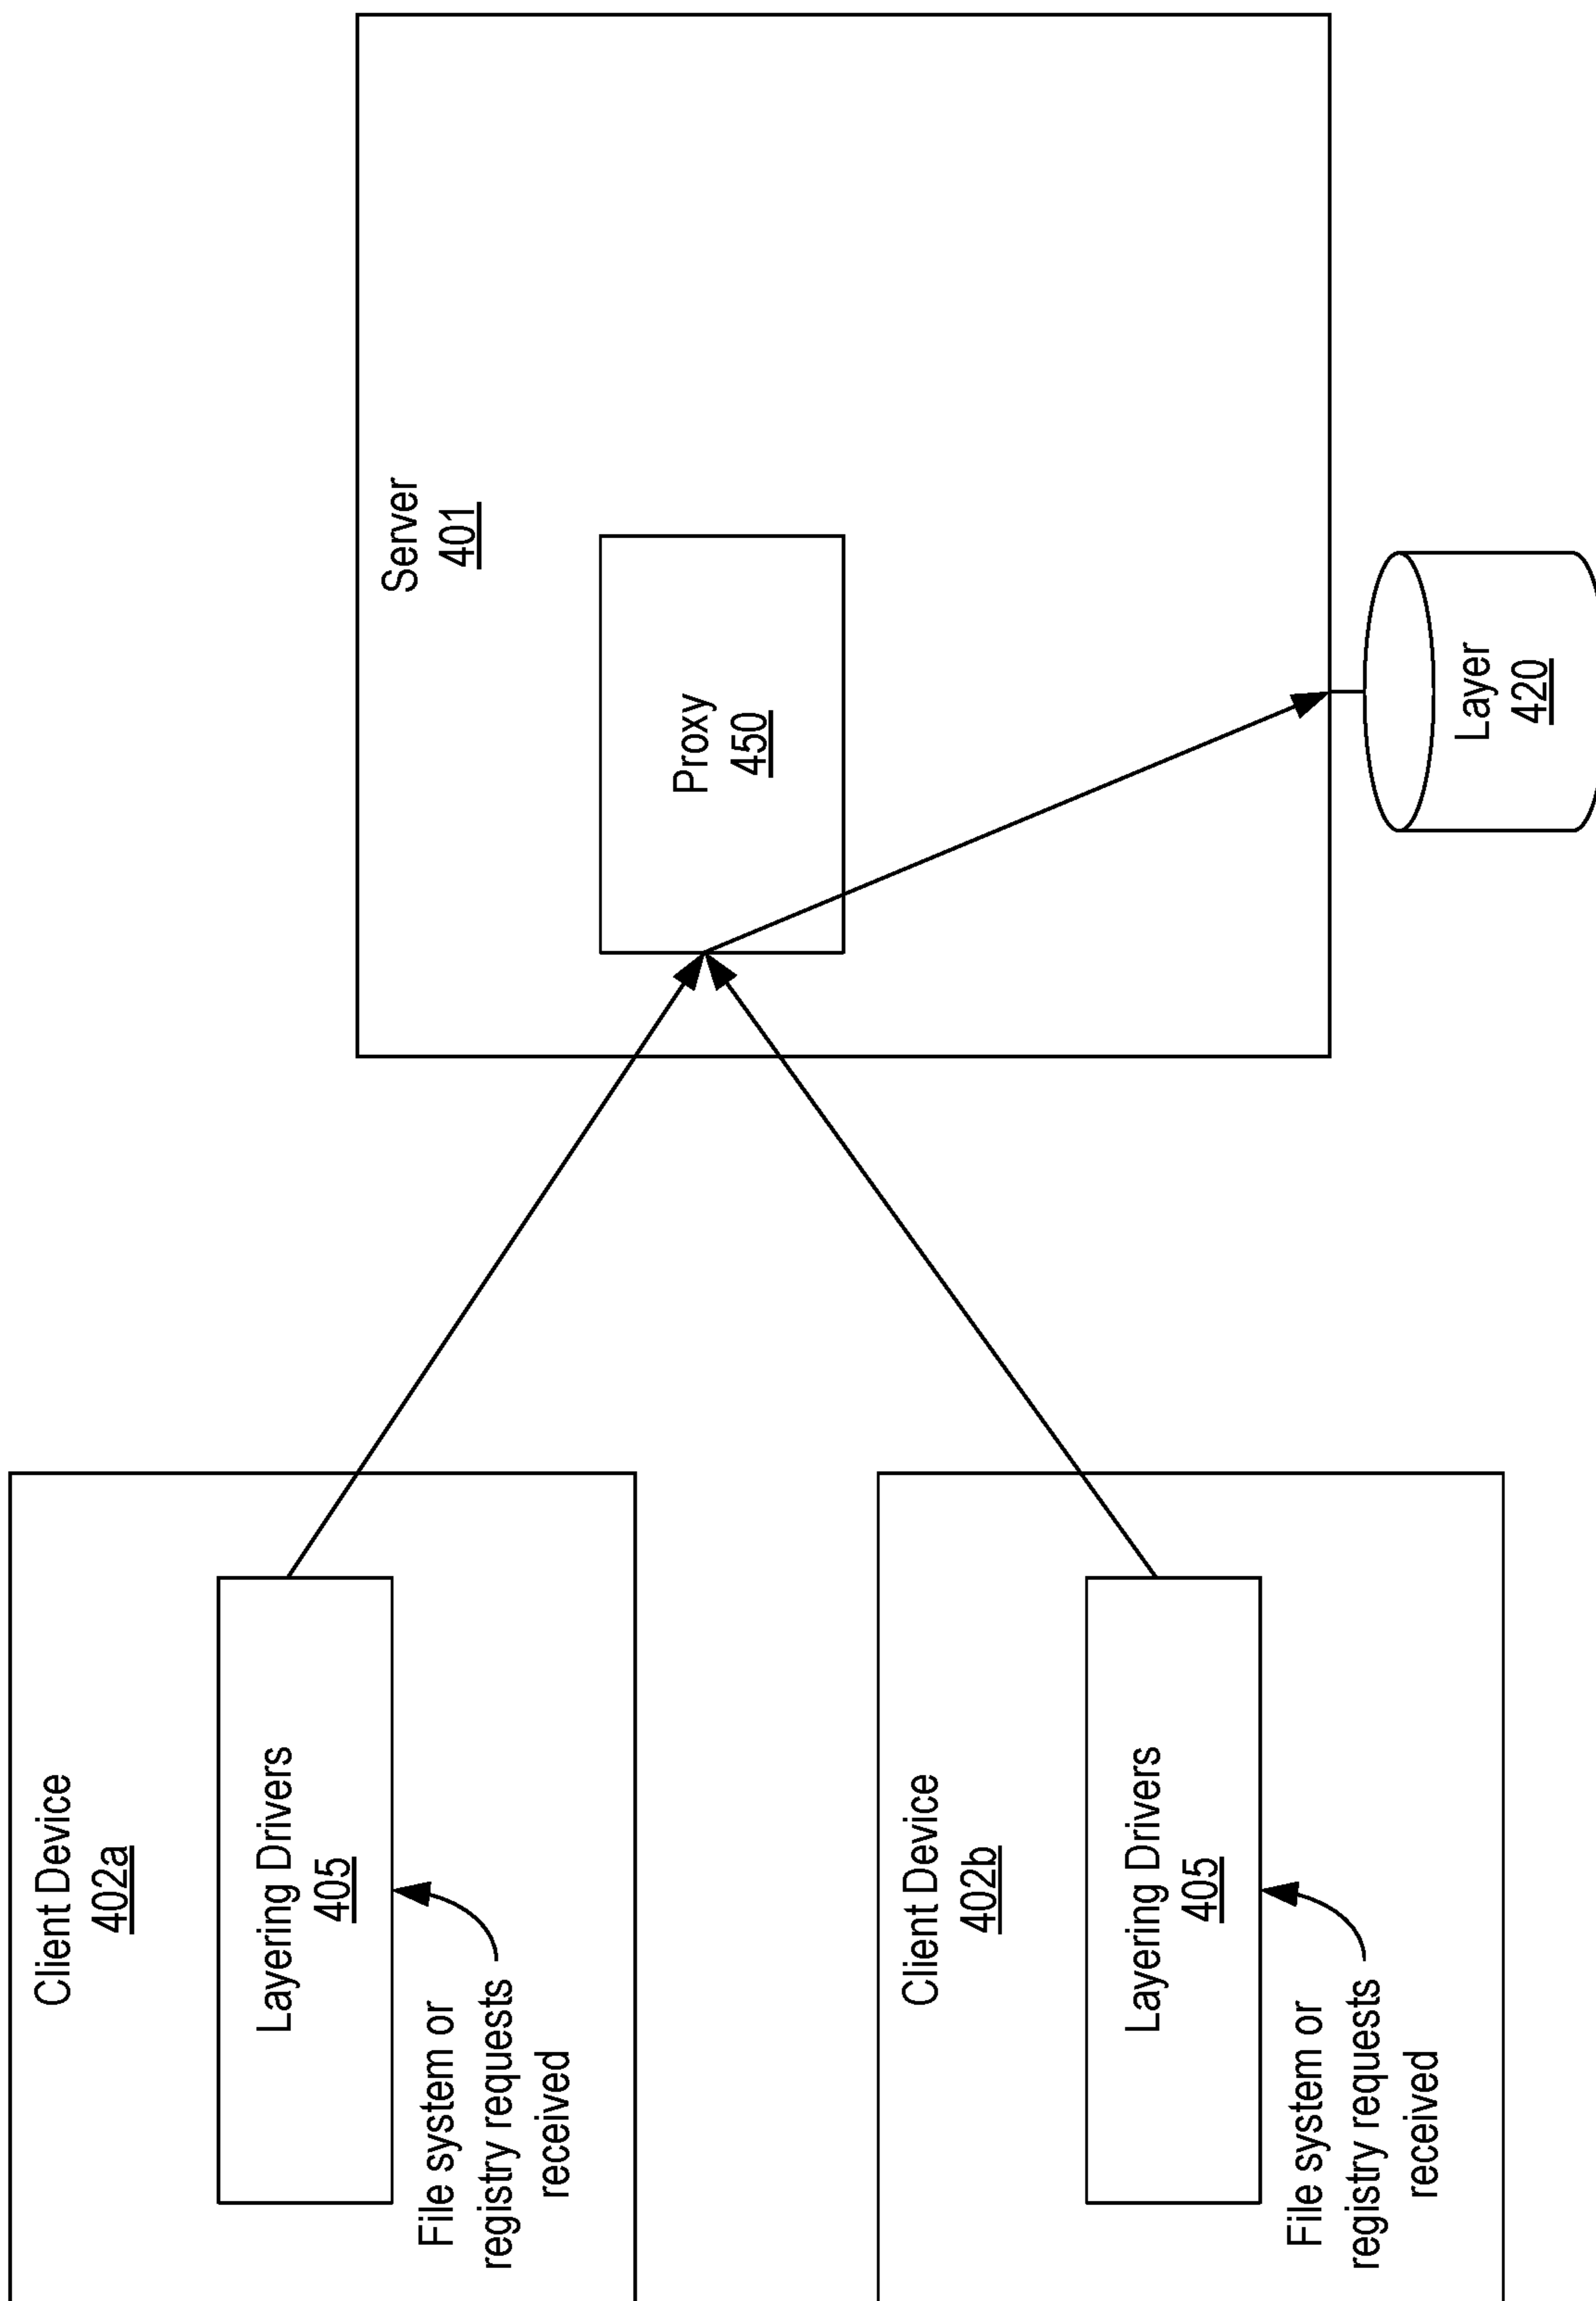 Client Device
402a
Layering Drivers
405
File system or
registry requests
received
Client Device
402b
Layering Drivers
405
File system or
registry requests
received
Server
401
Proxy
450
Layer
420